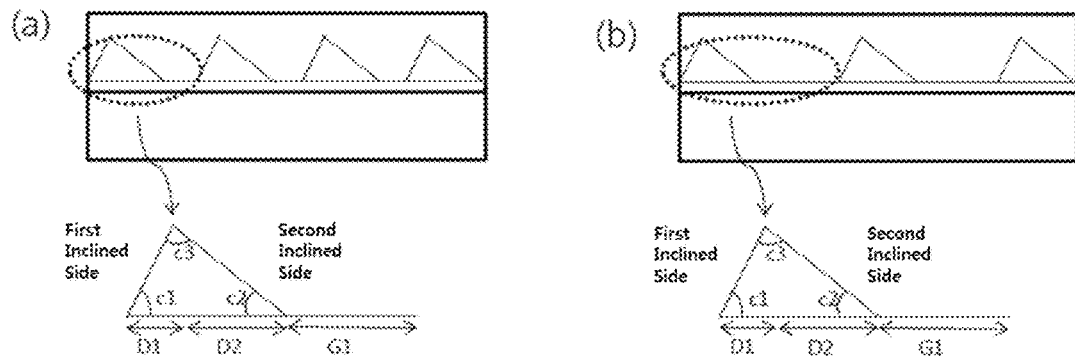 (a)
First
Inclined
Side
Second
Inclined
Side
c3
c1
c2
D1
D2
G1
(b)
First
Inclined
Side
Second
Inclined
Side
c3
c1
c2
D1
D2
G1